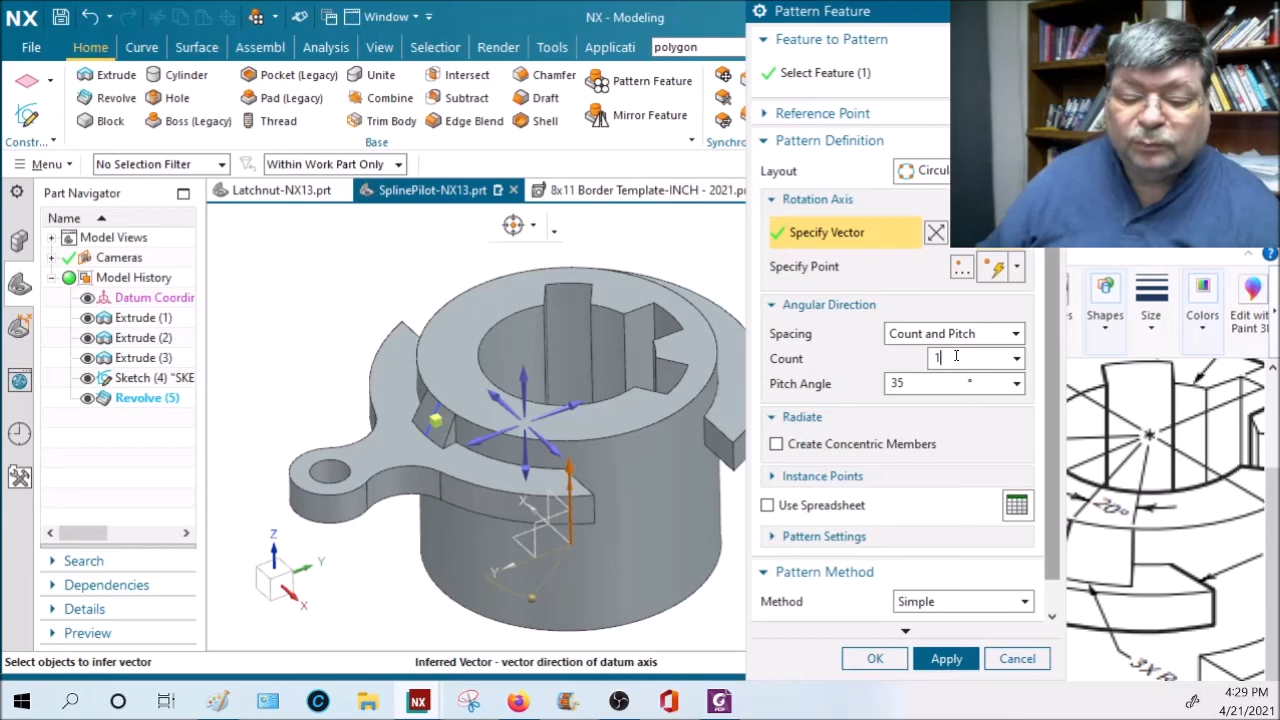 NX
Window
NX - Modeling
Pattern Feature
File
Home
Curve
Surface
Assembl
Analysis
View
Selection
Render
Tools
Applicati
polygon
Extrude
Cylinder
Pocket (Legacy)
Unite
Intersect
Chamfer
Pattern Feature
Revolve
Hole
Pad (Legacy)
Combine
Subtract
Draft
Block
Boss (Legacy)
Thread
Trim Body
Edge Blend
Shell
Mirror Feature
Constr...
Base
Synchro
Menu
No Selection Filter
Within Work Part Only
Part Navigator
Latchnut-NX13.prt
SplinePilot-NX13.prt
8x11 Border Template-INCH - 2021.p
Name
Model Views
Cameras
Model History
Datum Coordin
Extrude (1)
Extrude (2)
Extrude (3)
Sketch (4) "SKE
Revolve (5)
Search
Dependencies
Details
Preview
Z
Y
X
X
Y
Feature to Pattern
Select Feature (1)
Reference Point
Pattern Definition
Layout
Circul
Rotation Axis
Specify Vector
Specify Point
Angular Direction
Spacing
Count and Pitch
Count
1
Pitch Angle
35
°
Radiate
Create Concentric Members
Instance Points
Use Spreadsheet
Pattern Settings
Pattern Method
Method
Simple
OK
Apply
Cancel
Shapes
Size
Colors
Edit with
Paint 3D
20°
3X R
Select objects to infer vector
Inferred Vector - vector direction of datum axis
NX
4:29 PM
4/21/2021